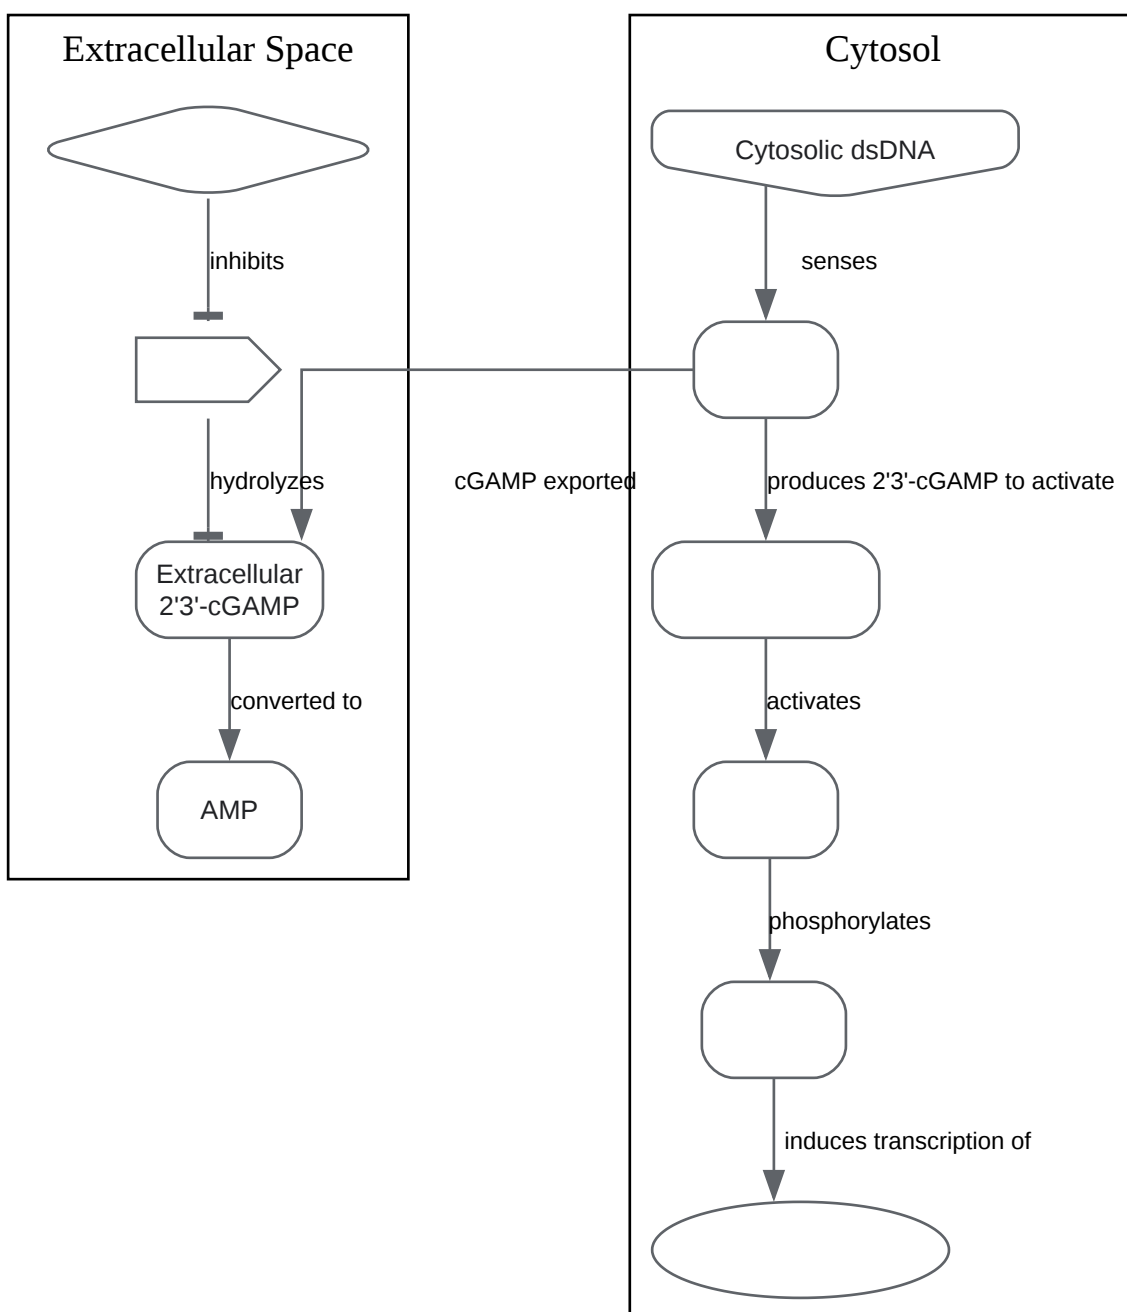 Extracellular Space
Cytosol
Cytosolic dsDNA
inhibits
senses
hydrolyzes
cGAMP exported
produces 2'3'-cGAMP to activate
Extracellular
2'3'-cGAMP
converted to
activates
AMP
phosphorylates
induces transcription of